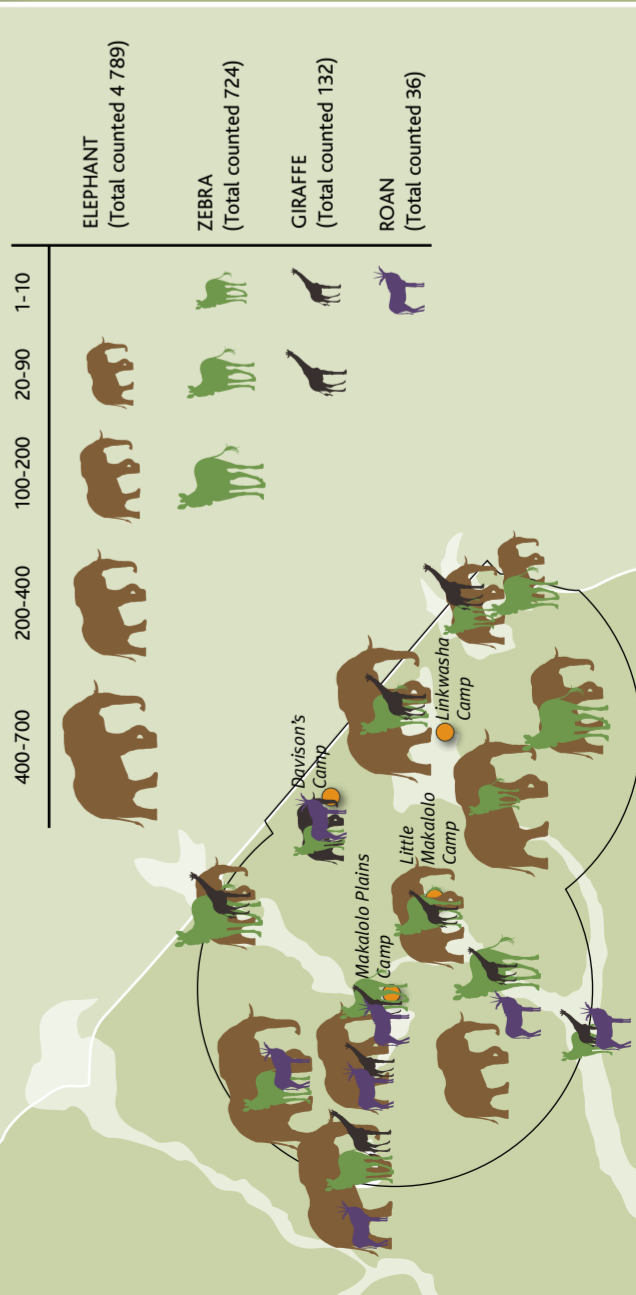 400-700 200-400 100-200 20-90 1-10
ELEPHANT
(Total counted 4 789)
ZEBRA
(Total counted 724)
GIRAFFE
(Total counted 132)
ROAN
(Total counted 36)
Davison's
Camp
Makalolo Plains
Camp
Little
Makalolo
Camp
Linkwasha
Camp